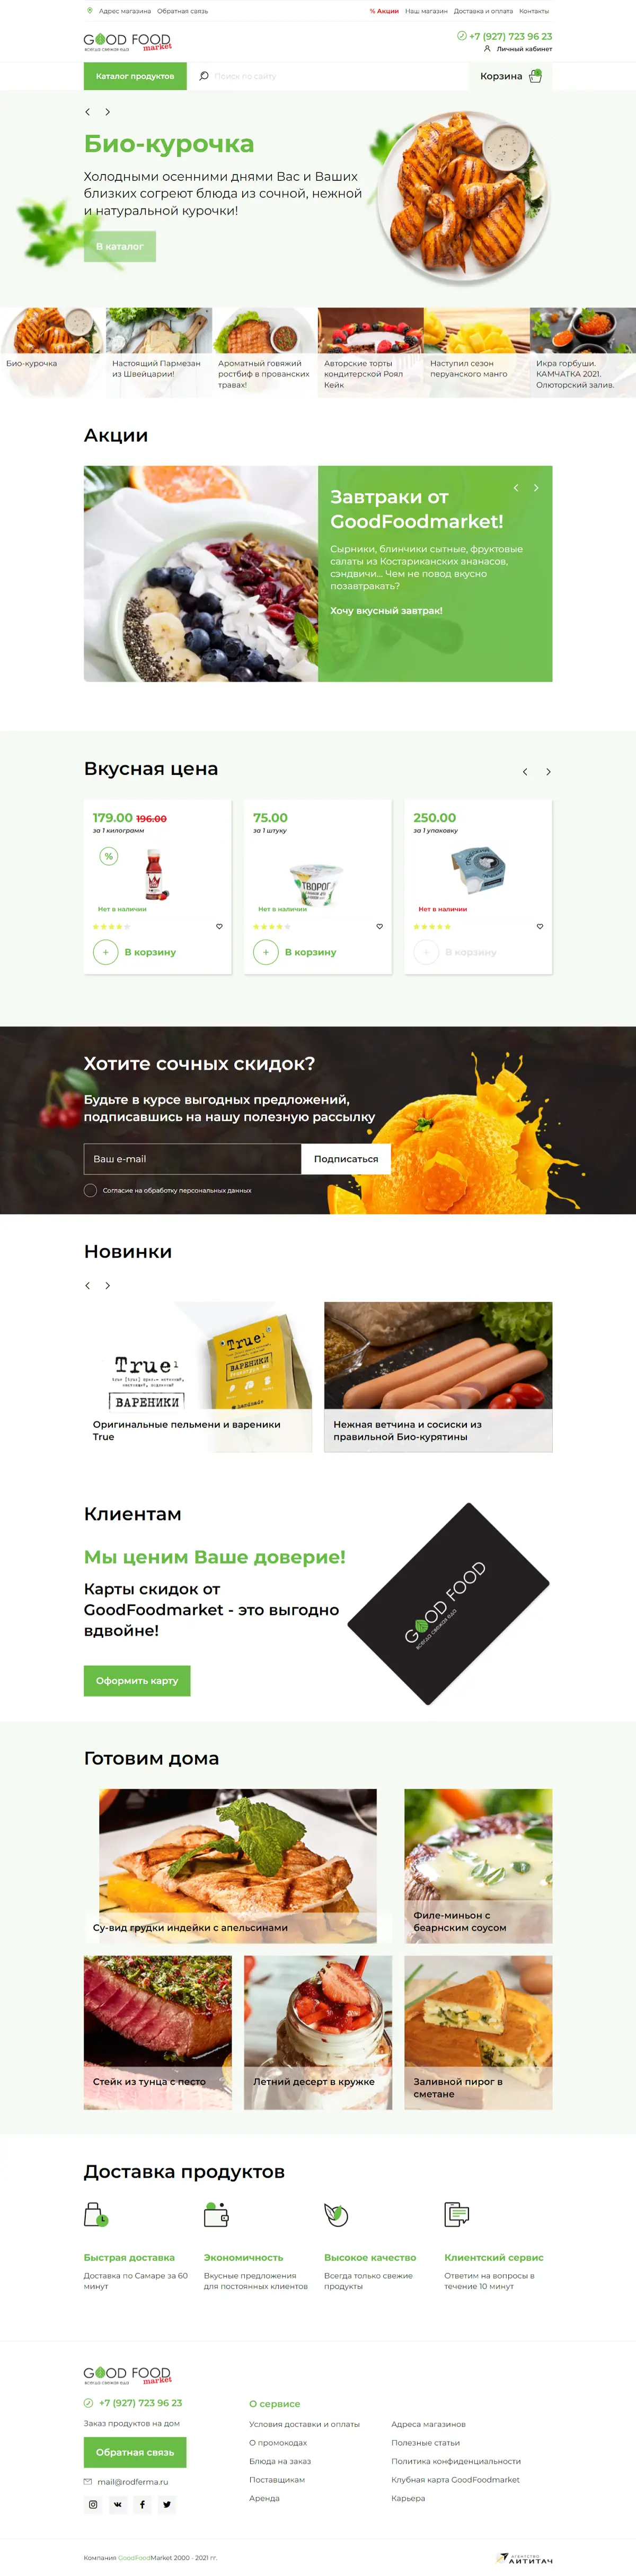 Адрес магазина Обратная связь % Акции Наш магазин Доставка и оплата Контакты
GOOD FOOD
ВСЕГДА СВЕЖАЯ ЕДА
market
+7 (927) 723 96 23
Личный кабинет
Каталог продуктов Поиск по сайту Корзина
Био-курочка
Холодными осенними днями Вас и Ваших
близких согреют блюда из сочной, нежной
и натуральной курочки!
В каталог
Био-курочка
Настоящий Пармезан
из Швейцарии!
Ароматный говяжий
ростбиф в прованских
травах!
Авторские торты
кондитерской Роял
Кейк
Наступил сезон
перуанского манго
Икра горбуши.
КАМЧАТКА 2021.
Олюторский залив.
Акции
Завтраки от
GoodFoodmarket!
Сырники, блинчики сытные, фруктовые
салаты из Костариканских ананасов,
сэндвичи... Чем не повод вкусно
позавтракать?
Хочу вкусный завтрак!
Вкусная цена
179.00 196.00
за 1 килограмм
%
Нет в наличии
+ В корзину
75.00
за 1 штуку
ТВОРОГ
Нет в наличии
+ В корзину
250.00
за 1 упаковку
Нет в наличии
+ В корзину
Хотите сочных скидок?
Будьте в курсе выгодных предложений,
подписавшись на нашу полезную рассылку
Ваш e-mail Подписаться
Согласие на обработку персональных данных
Новинки
True¹
ВАРЕНИКИ
True¹
ВАРЕНИКИ
Оригинальные пельмени и вареники
True
Нежная ветчина и сосиски из
правильной Био-курятины
Клиентам
Мы ценим Ваше доверие!
Карты скидок от
GoodFoodmarket - это выгодно
вдвойне!
Оформить карту
GOOD FOOD
ВСЕГДА СВЕЖАЯ ЕДА
Готовим дома
Су-вид грудки индейки с апельсинами
Филе-миньон с
беарнским соусом
Стейк из тунца с песто
Летний десерт в кружке
Заливной пирог в
сметане
Доставка продуктов
Быстрая доставка
Доставка по Самаре за 60
минут
Экономичность
Вкусные предложения
для постоянных клиентов
Высокое качество
Всегда только свежие
продукты
Клиентский сервис
Ответим на вопросы в
течение 10 минут
GOOD FOOD
ВСЕГДА СВЕЖАЯ ЕДА
market
+7 (927) 723 96 23
Заказ продуктов на дом
Обратная связь
mail@rodferma.ru
О сервисе
Условия доставки и оплаты
О промокодах
Блюда на заказ
Поставщикам
Аренда
Адреса магазинов
Полезные статьи
Политика конфиденциальности
Клубная карта GoodFoodmarket
Карьера
Компания GoodFoodMarket 2000 - 2021 гг.
АГЕНТСТВО
АЙТИТАЧ